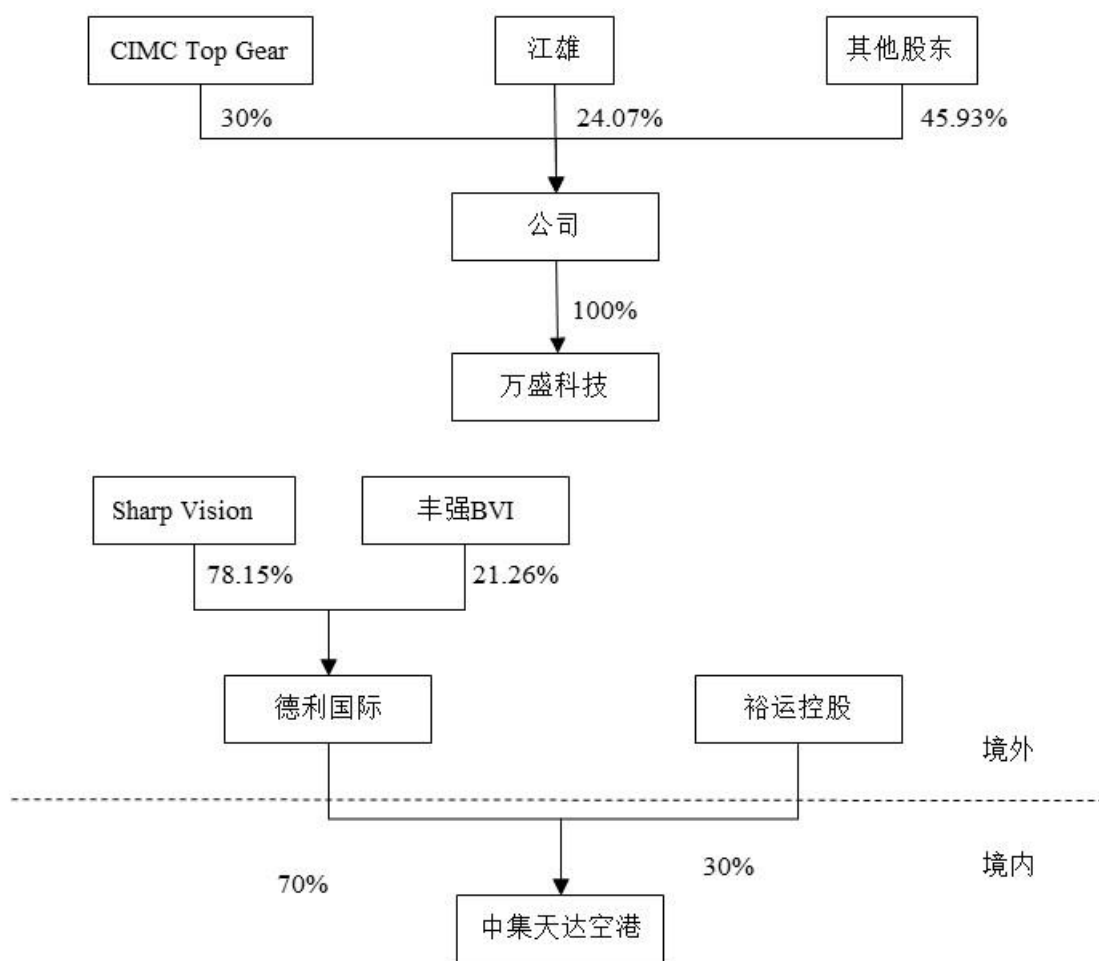 CIMC Top Gear
江雄
其他股东
30%
24.07%
45.93%
公司
100%
万盛科技
Sharp Vision
丰强BVI
78.15%
21.26%
德利国际
裕运控股
境外
境内
70%
30%
中集天达空港